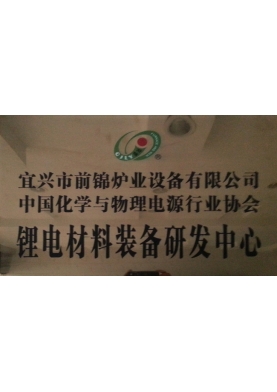 宜兴市前锦炉业设备有限公司
中国化学与物理电源行业协会
锂电材料装备研发中心